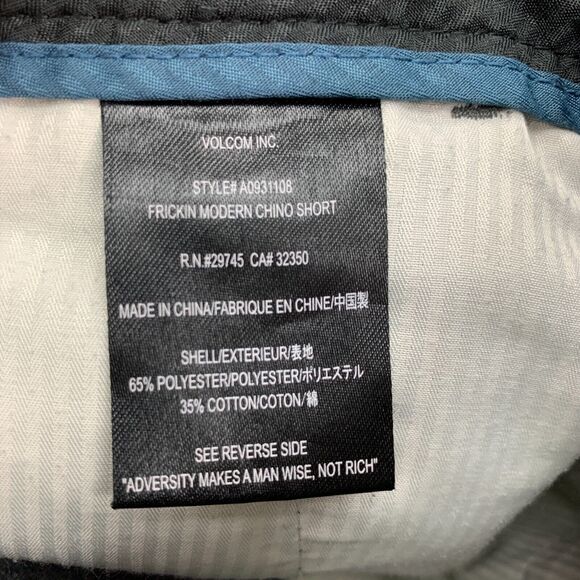 VOLCOM INC.
STYLE# A0931108
FRICKIN MODERN CHINO SHORT
R.N.#29745 CA# 32350
MADE IN CHINA/FABRIQUE EN CHINE/中国製
SHELL/EXTERIEUR/表地
65% POLYESTER/POLYESTER/ポリエステル
35% COTTON/COTON/綿
SEE REVERSE SIDE
"ADVERSITY MAKES A MAN WISE, NOT RICH"